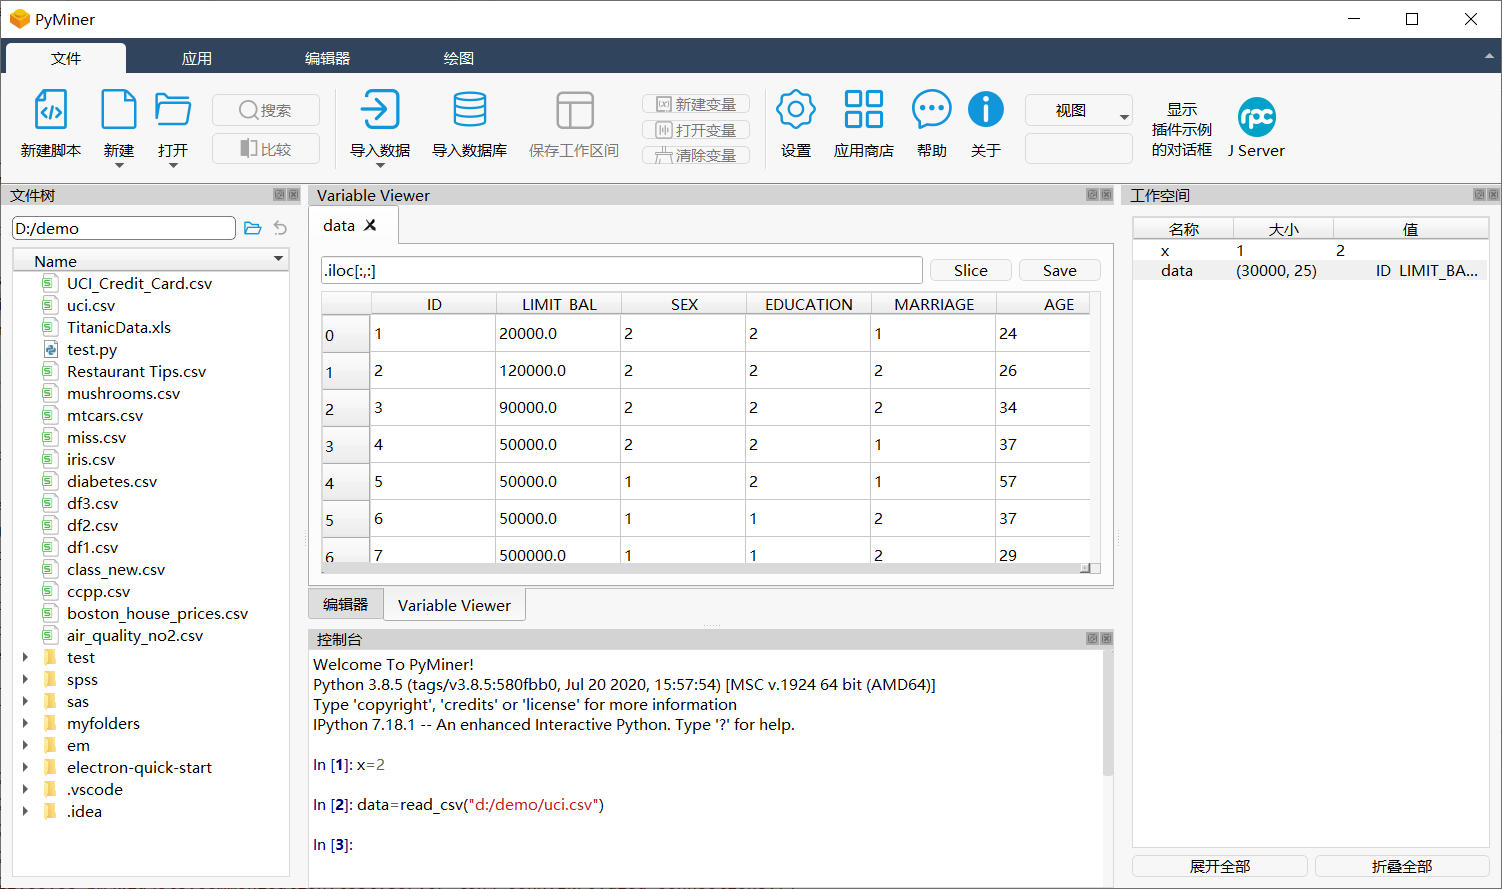 PyMiner
文件
应用
编辑器
绘图
新建脚本
新建
打开
搜索
比较
导入数据
导入数据库
保存工作区间
新建变量
打开变量
清除变量
设置
应用商店
帮助
关于
视图
显示
插件示例
的对话框
rpc
J Server
文件树
D:/demo
Name
UCI_Credit_Card.csv
uci.csv
TitanicData.xls
test.py
Restaurant Tips.csv
mushrooms.csv
mtcars.csv
miss.csv
iris.csv
diabetes.csv
df3.csv
df2.csv
df1.csv
class_new.csv
ccpp.csv
boston_house_prices.csv
air_quality_no2.csv
test
spss
sas
myfolders
em
electron-quick-start
.vscode
.idea
Variable Viewer
data
.iloc[:,:]
Slice
Save
ID LIMIT_BAL SEX EDUCATION MARRIAGE AGE
0 1 20000.0 2 2 1 24
1 2 120000.0 2 2 2 26
2 3 90000.0 2 2 2 34
3 4 50000.0 2 2 1 37
4 5 50000.0 1 2 1 57
5 6 50000.0 1 1 2 37
6 7 500000.0 1 1 2 29
编辑器
Variable Viewer
控制台
Welcome To PyMiner!
Python 3.8.5 (tags/v3.8.5:580fbb0, Jul 20 2020, 15:57:54) [MSC v.1924 64 bit (AMD64)]
Type 'copyright', 'credits' or 'license' for more information
IPython 7.18.1 -- An enhanced Interactive Python. Type '?' for help.
In [1]: x=2
In [2]: data=read_csv("d:/demo/uci.csv")
In [3]:
工作空间
名称 大小 值
x 1 2
data (30000, 25) ID LIMIT_BA...
展开全部
折叠全部